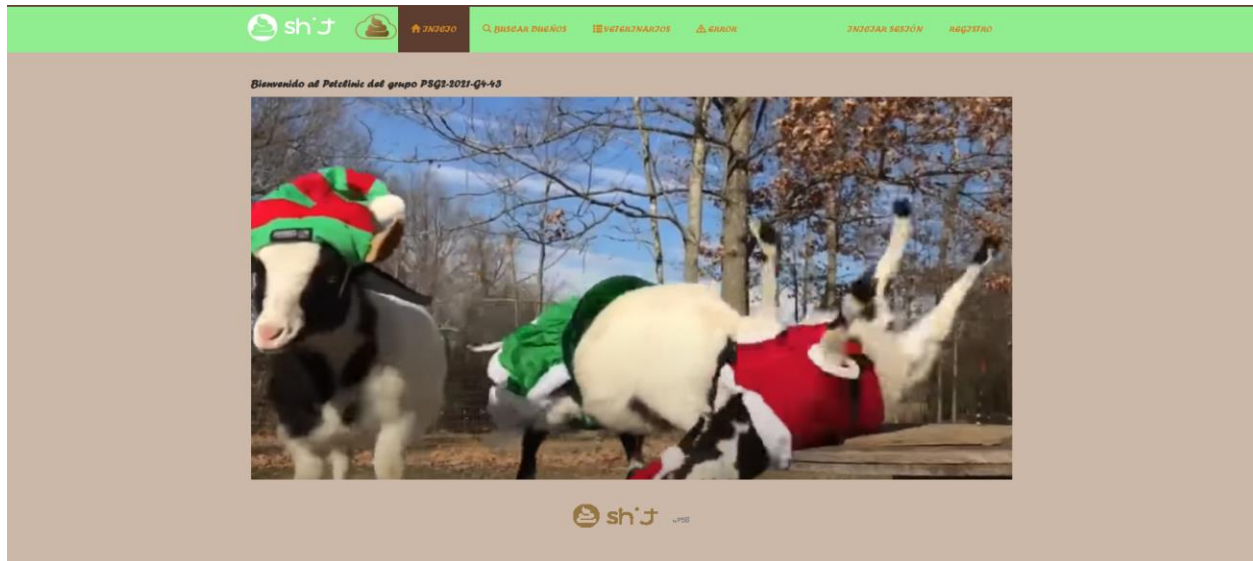 sh't
INICIO
BUSCAR DUEÑOS
VETERINARIOS
ERROR
INICIAR SESIÓN
REGISTRO
Bienvenido al Petclinic del grupo PSG2-2021-G4-43
sh't